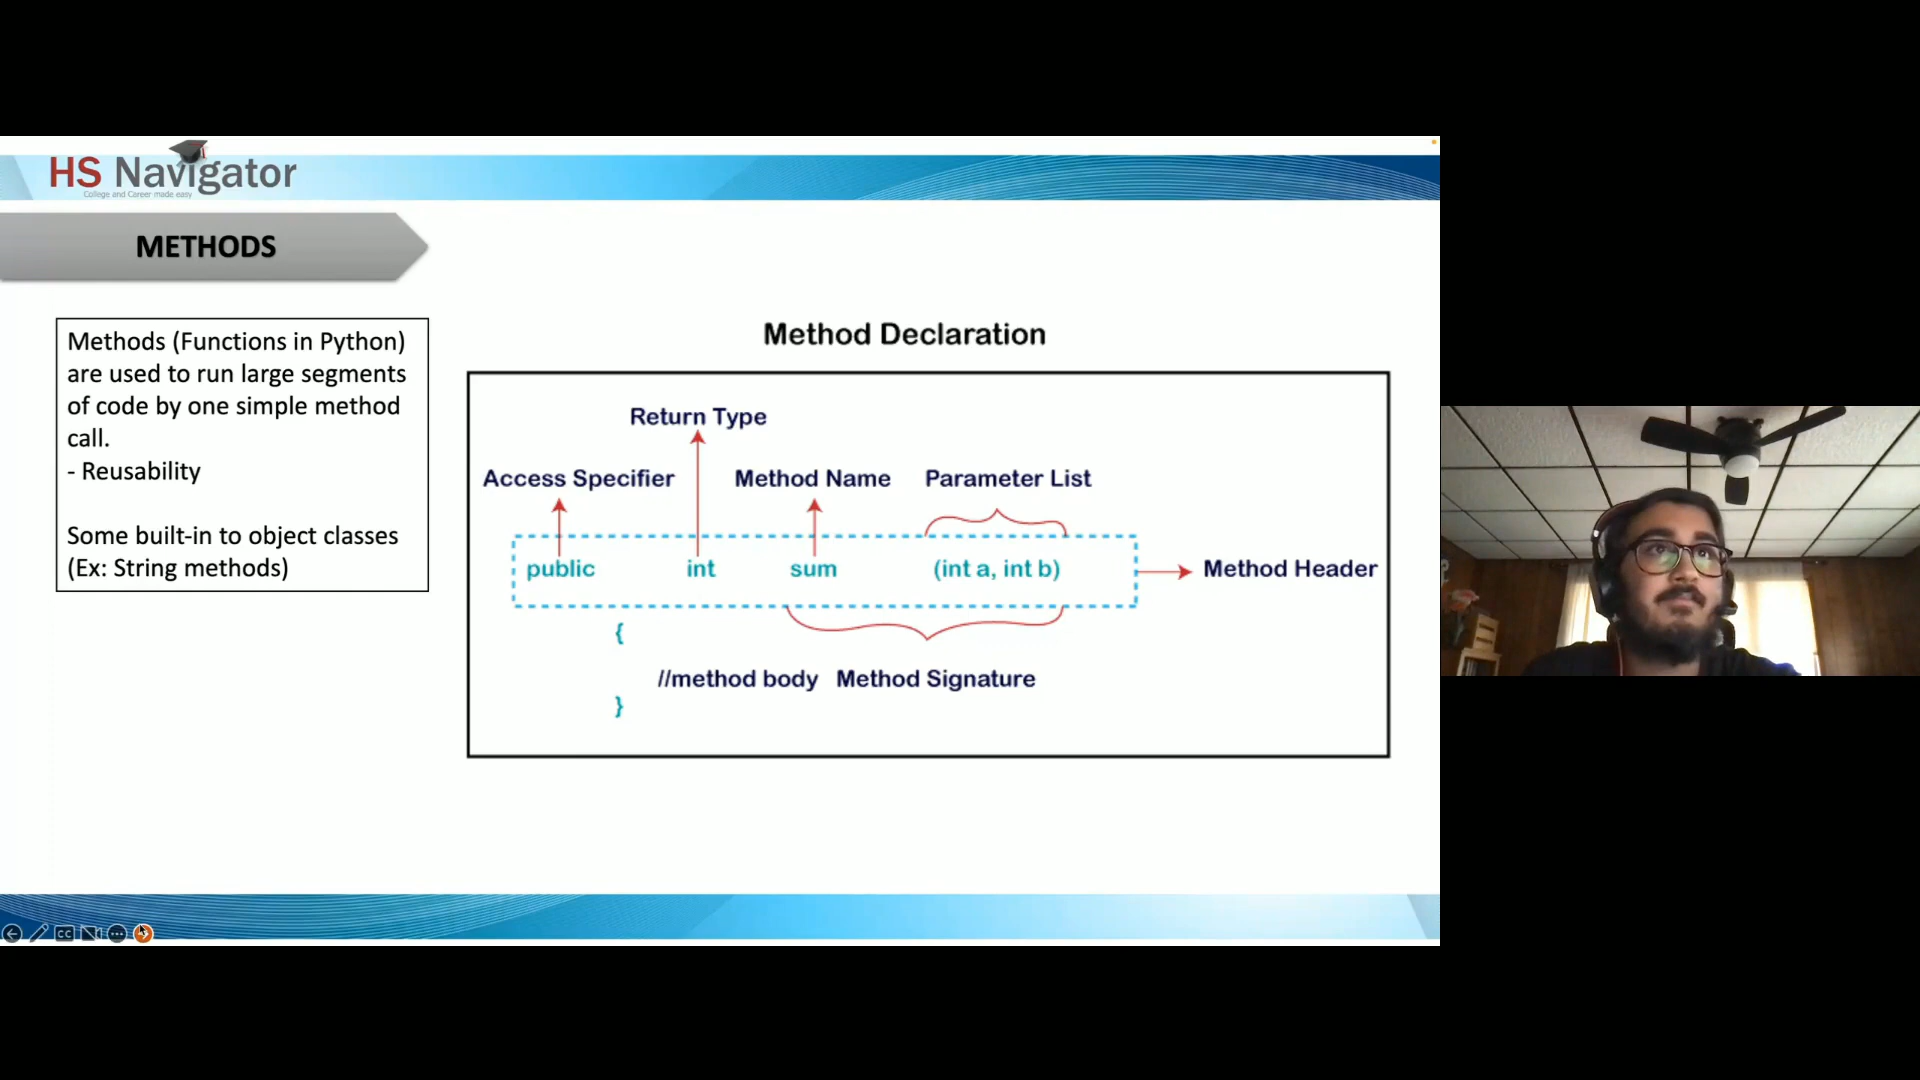 HS Navigator
College and Career made easy
METHODS
Methods (Functions in Python)
are used to run large segments
of code by one simple method
call.
- Reusability
Some built-in to object classes
(Ex: String methods)
Method Declaration
Return Type
Access Specifier Method Name Parameter List
public int sum (int a, int b) Method Header
{
//method body Method Signature
}
CC